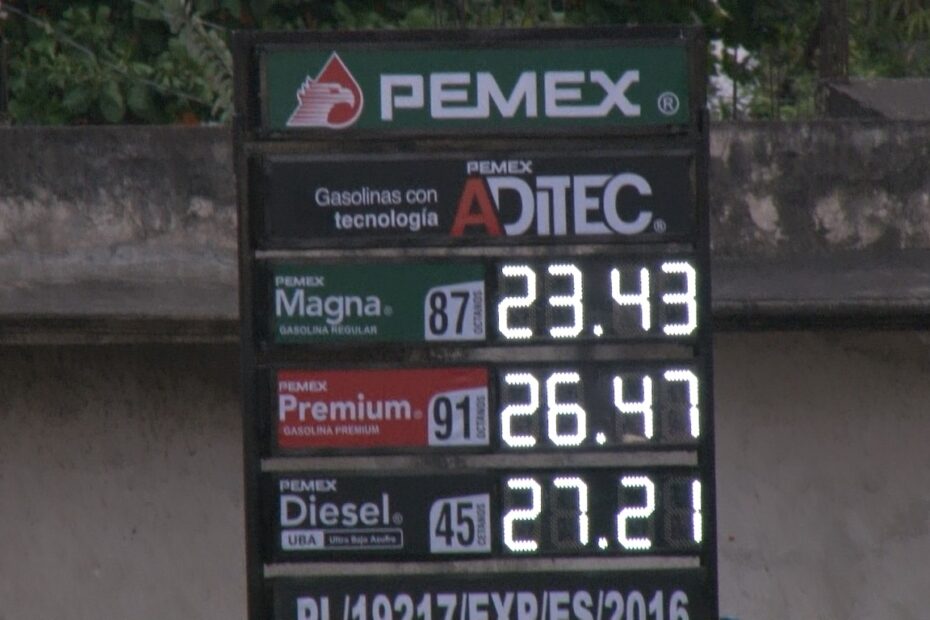 PEMEX ®
PEMEX
Gasolinas con
tecnología
ADITEC ®
PEMEX
Magna®
GASOLINA REGULAR
87 OCTANOS
23.43
PEMEX
Premium®
GASOLINA PREMIUM
91 OCTANOS
26.47
PEMEX
Diesel®
UBA Ultra Bajo Azufre
45 CETANOS
27.21
PL/19217/EXP/ES/2016